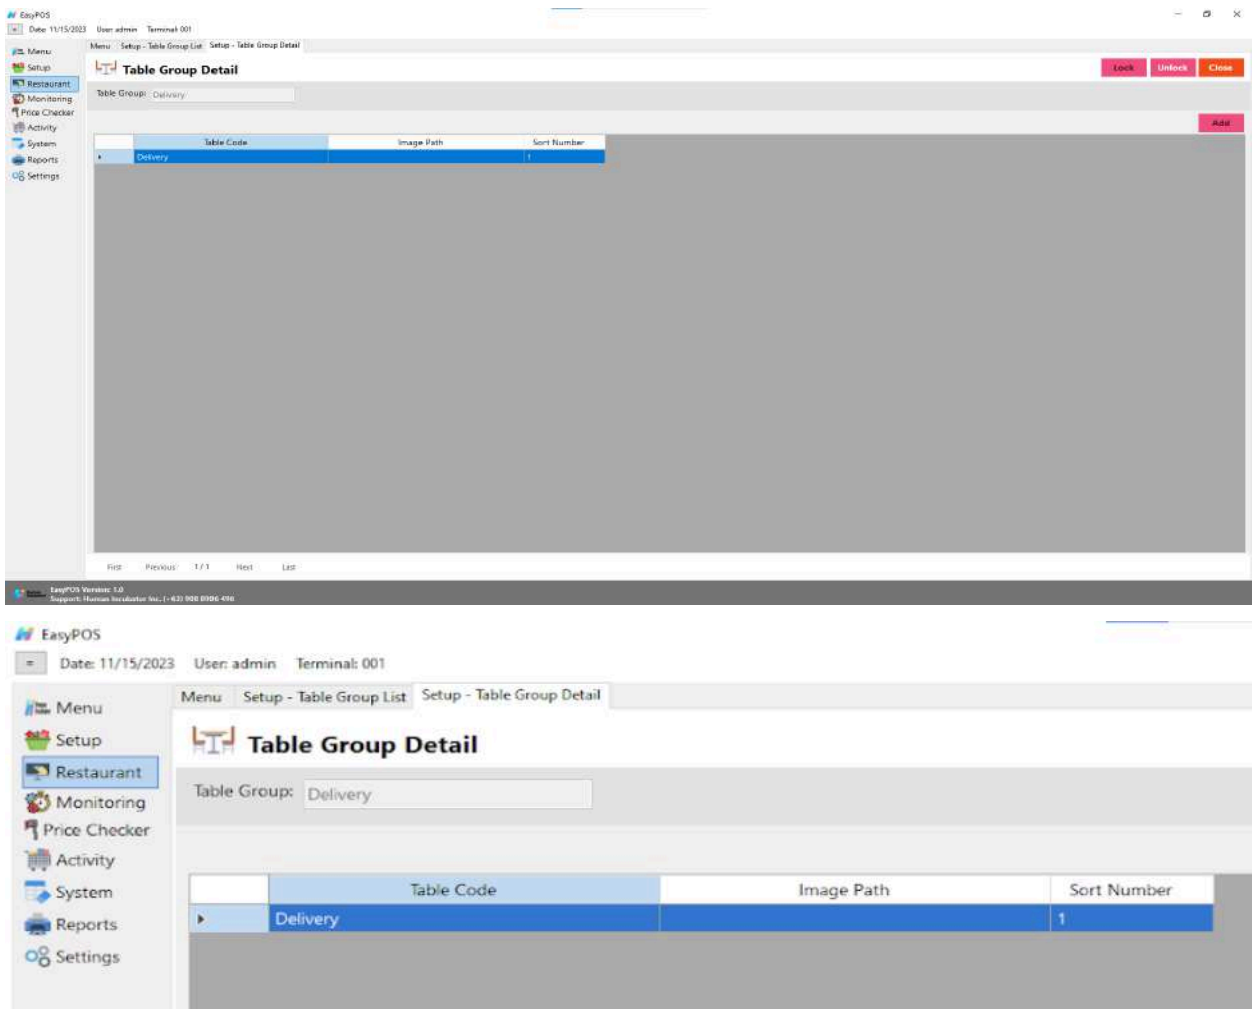 EasyPOS
Date: 11/15/2023 User: admin Terminal: 001
Menu Setup - Table Group List Setup - Table Group Detail
Menu
Setup
Restaurant
Monitoring
Price Checker
Activity
System
Reports
Settings
Table Group Detail
Lock Unlock Close
Table Group: Delivery
Add
Table Code Image Path Sort Number
Delivery 1
First Previous 1 / 1 Next Last
EasyPOS Version: 1.0
Support: Human Incubator Inc.
EasyPOS
Date: 11/15/2023 User: admin Terminal: 001
Menu Setup - Table Group List Setup - Table Group Detail
Menu
Setup
Restaurant
Monitoring
Price Checker
Activity
System
Reports
Settings
Table Group Detail
Table Group: Delivery
Table Code Image Path Sort Number
Delivery 1